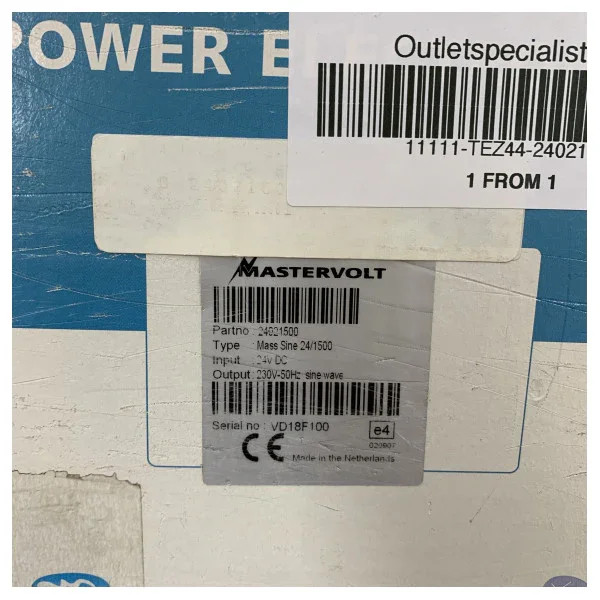 POWER
Outletspecialist
11111-TEZ44-24021
1 FROM 1
MASTERVOLT
Partno : 24021500
Type : Mass Sine 24/1500
Input : 24V DC
Output : 230V-50Hz sine wave
Serial no : VD18F100
e4
CE
Made in the Netherlands